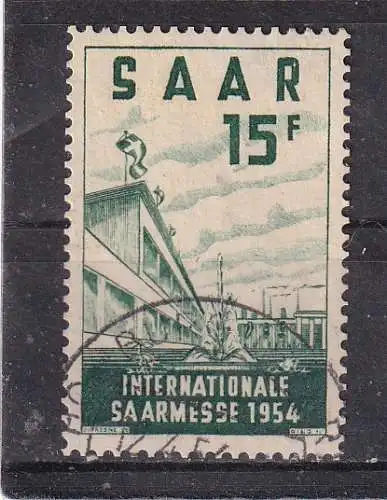 SAAR
15F
INTERNATIONALE
SAARMESSE 1954